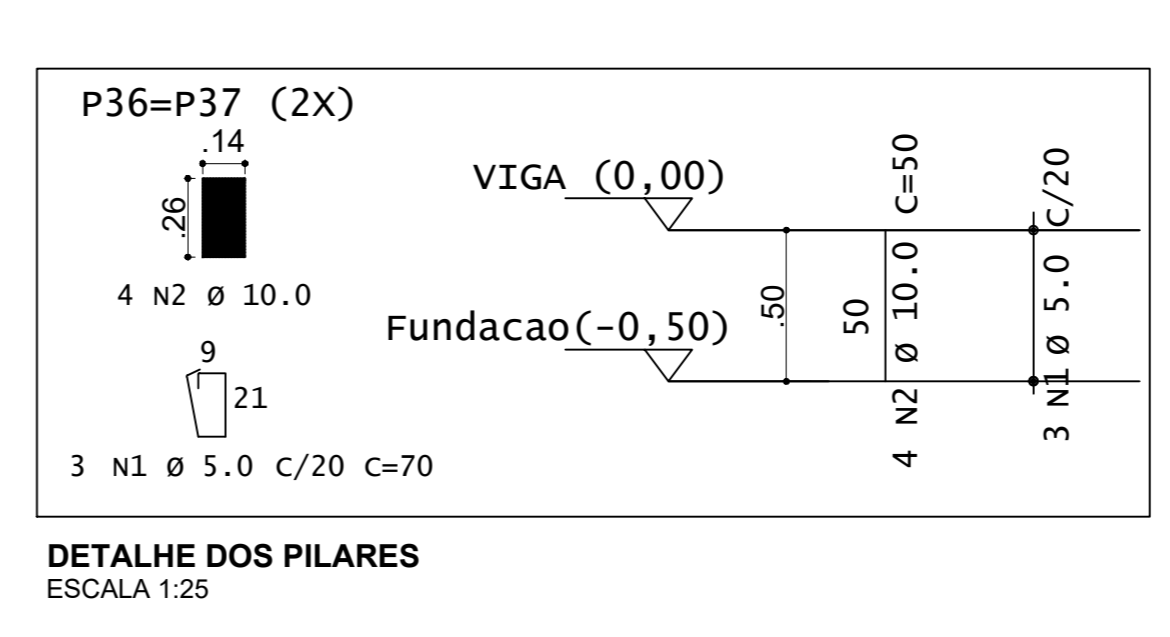 P36=P37 (2X)
.14
.26
4 N2 Ø 10.0
9
21
3 N1 Ø 5.0 C/20 C=70
VIGA (0,00)
Fundacao(-0,50)
.50
50
4 N2 Ø 10.0 C=50
3 N1 Ø 5.0 C/20
DETALHE DOS PILARES
ESCALA 1:25